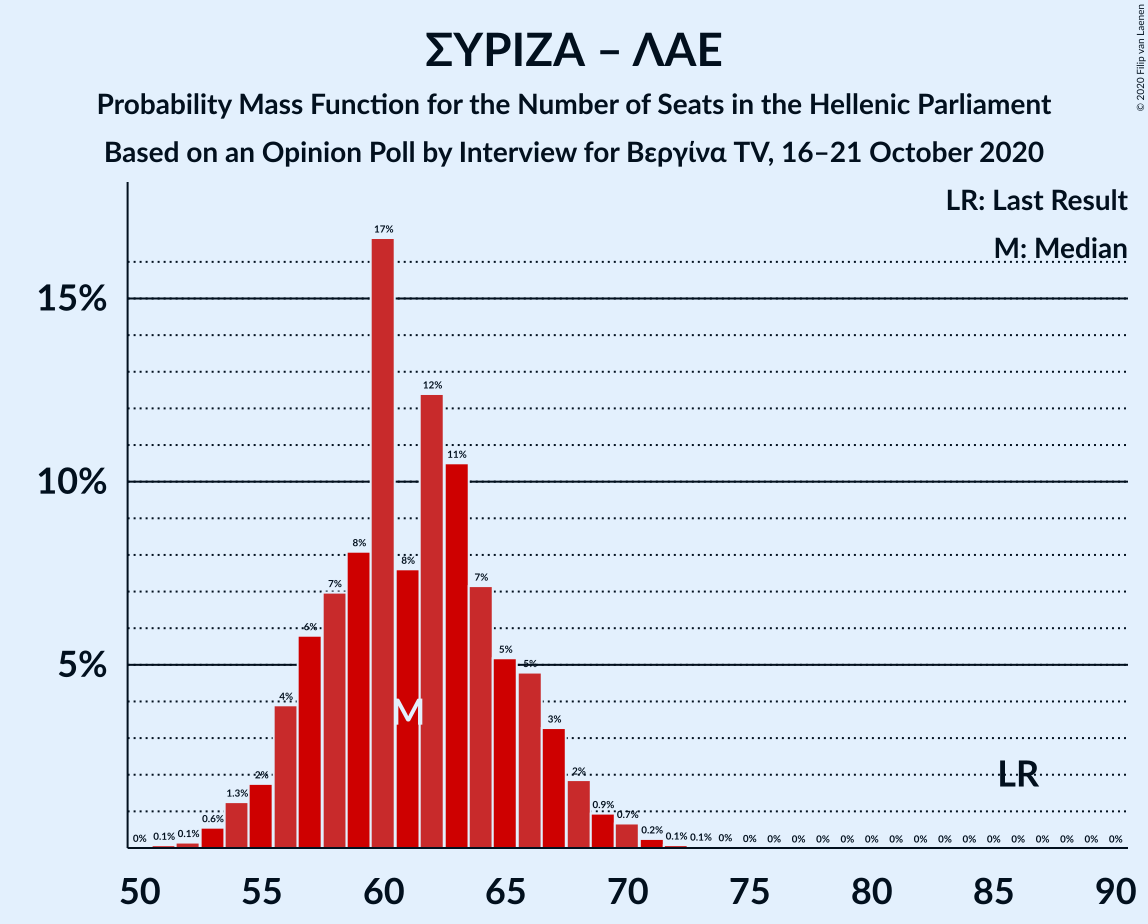 ΣΥΡΙΖΑ – ΛΑΕ
Probability Mass Function for the Number of Seats in the Hellenic Parliament
Based on an Opinion Poll by Interview for Βεργίνα TV, 16–21 October 2020
© 2020 Filip van Laenen
LR: Last Result
M: Median
15%
10%
5%
0% 0.1% 0.1% 0.6% 1.3% 2% 4% 6% 7% 8% 17% 8% 12% 11% 7% 5% 5% 3% 2% 0.9% 0.7% 0.2% 0.1% 0.1% 0% 0% 0% 0% 0% 0% 0% 0% 0% 0% 0% 0% 0% 0% 0% 0% 0%
M
LR
50 55 60 65 70 75 80 85 90